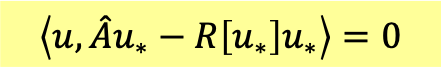 ⟨𝑢, Â𝑢∗ − 𝑅[𝑢∗]𝑢∗⟩ = 0